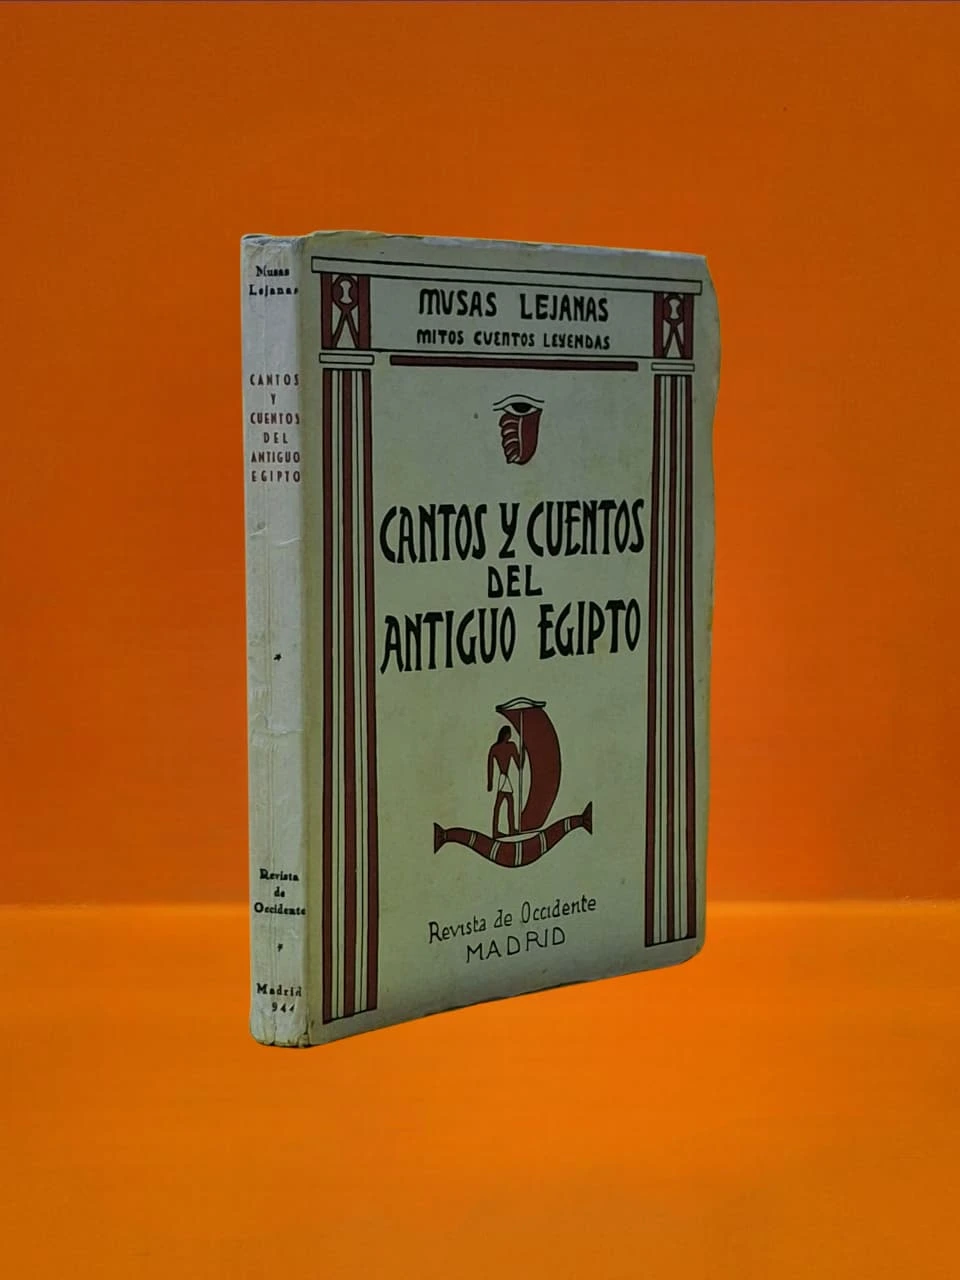 Musas
Lejanas
CANTOS
Y
CUENTOS
DEL
ANTIGUO
EGIPTO
Revista
de
Occidente
Madrid
944
MUSAS LEJANAS
MITOS CUENTOS LEYENDAS
CANTOS Y CUENTOS
DEL
ANTIGUO EGIPTO
Revista de Occidente
MADRID